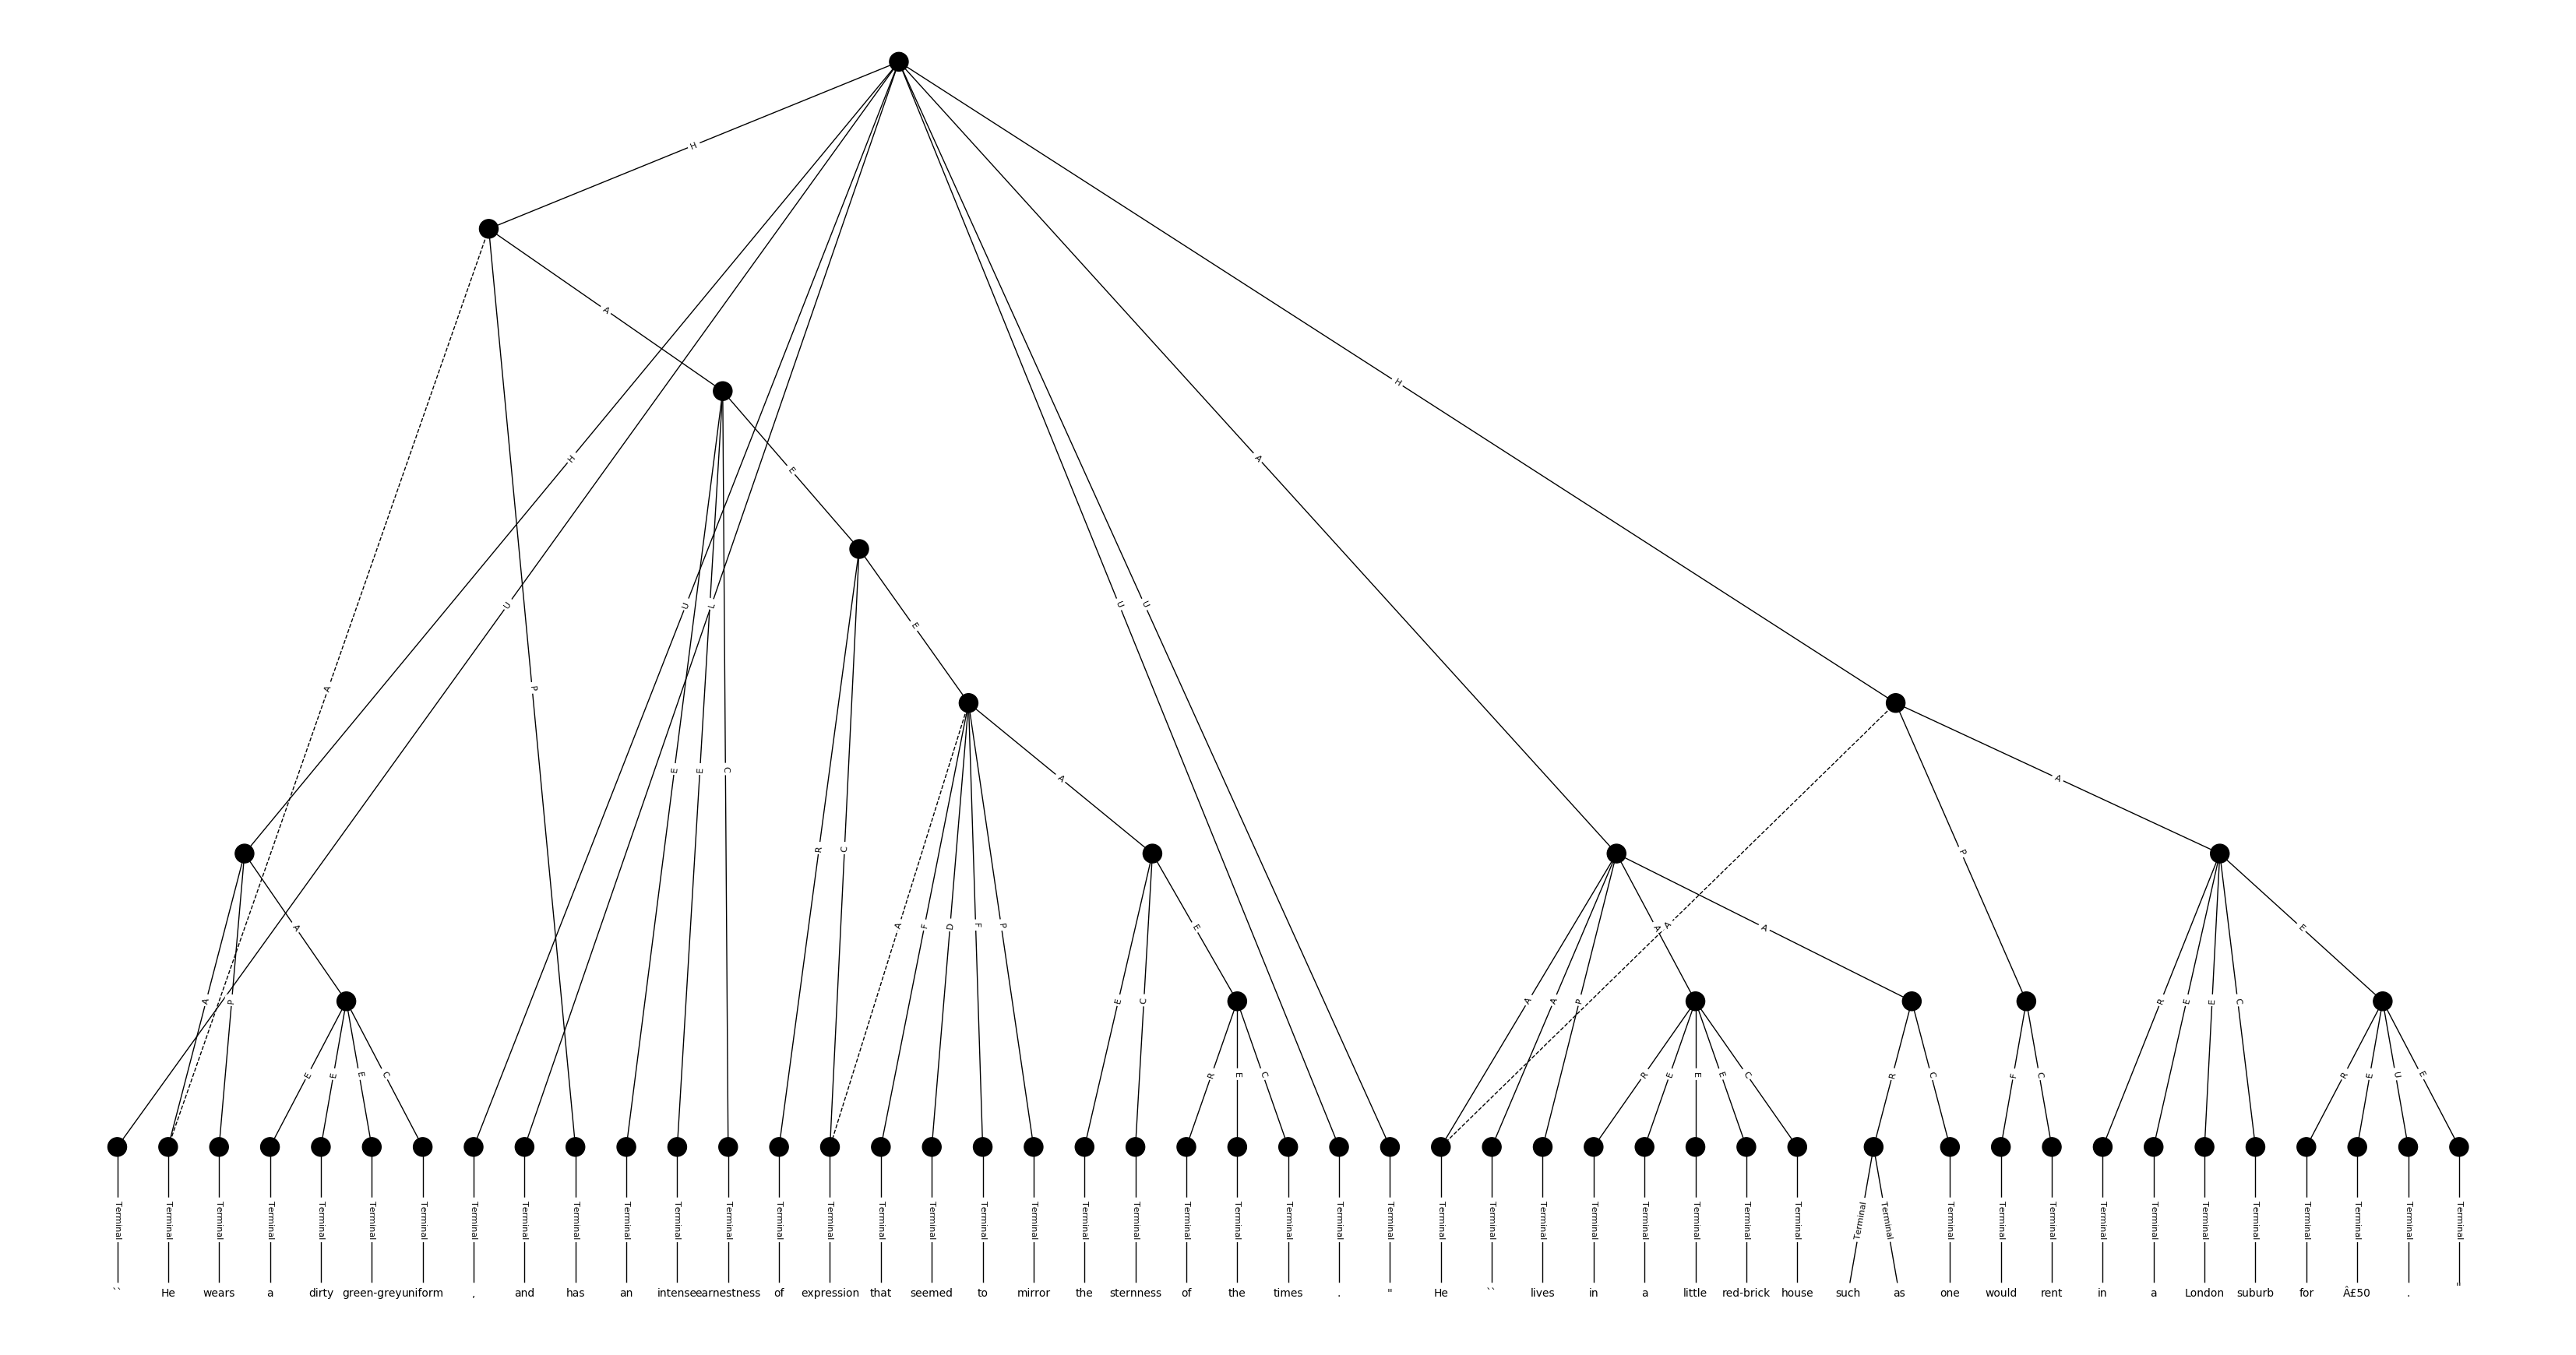 H
A
H
A
E
A
H
U
U
L
U
U
E
A
P
E
E
C
A
A
R
C
P
A
A
F
D
F
P
E
A
A
A
E
A
P
E
C
A
A
P
R
E
E
C
E
E
E
C
R
E
C
R
E
E
E
C
R
C
F
C
R
E
U
E
Terminal Terminal Terminal Terminal Terminal Terminal Terminal Terminal Terminal Terminal Terminal Terminal Terminal Terminal Terminal Terminal Terminal Terminal Terminal Terminal Terminal Terminal Terminal Terminal Terminal Terminal Terminal Terminal Terminal Terminal Terminal Terminal Terminal Terminal Terminal Terminal Terminal Terminal Terminal Terminal Terminal Terminal Terminal Terminal Terminal Terminal Terminal
`` He wears a dirty green-grey uniform , and has an intense earnestness of expression that seemed to mirror the sternness of the times . " He `` lives in a little red-brick house such as one would rent in a London suburb for Â£50 . "